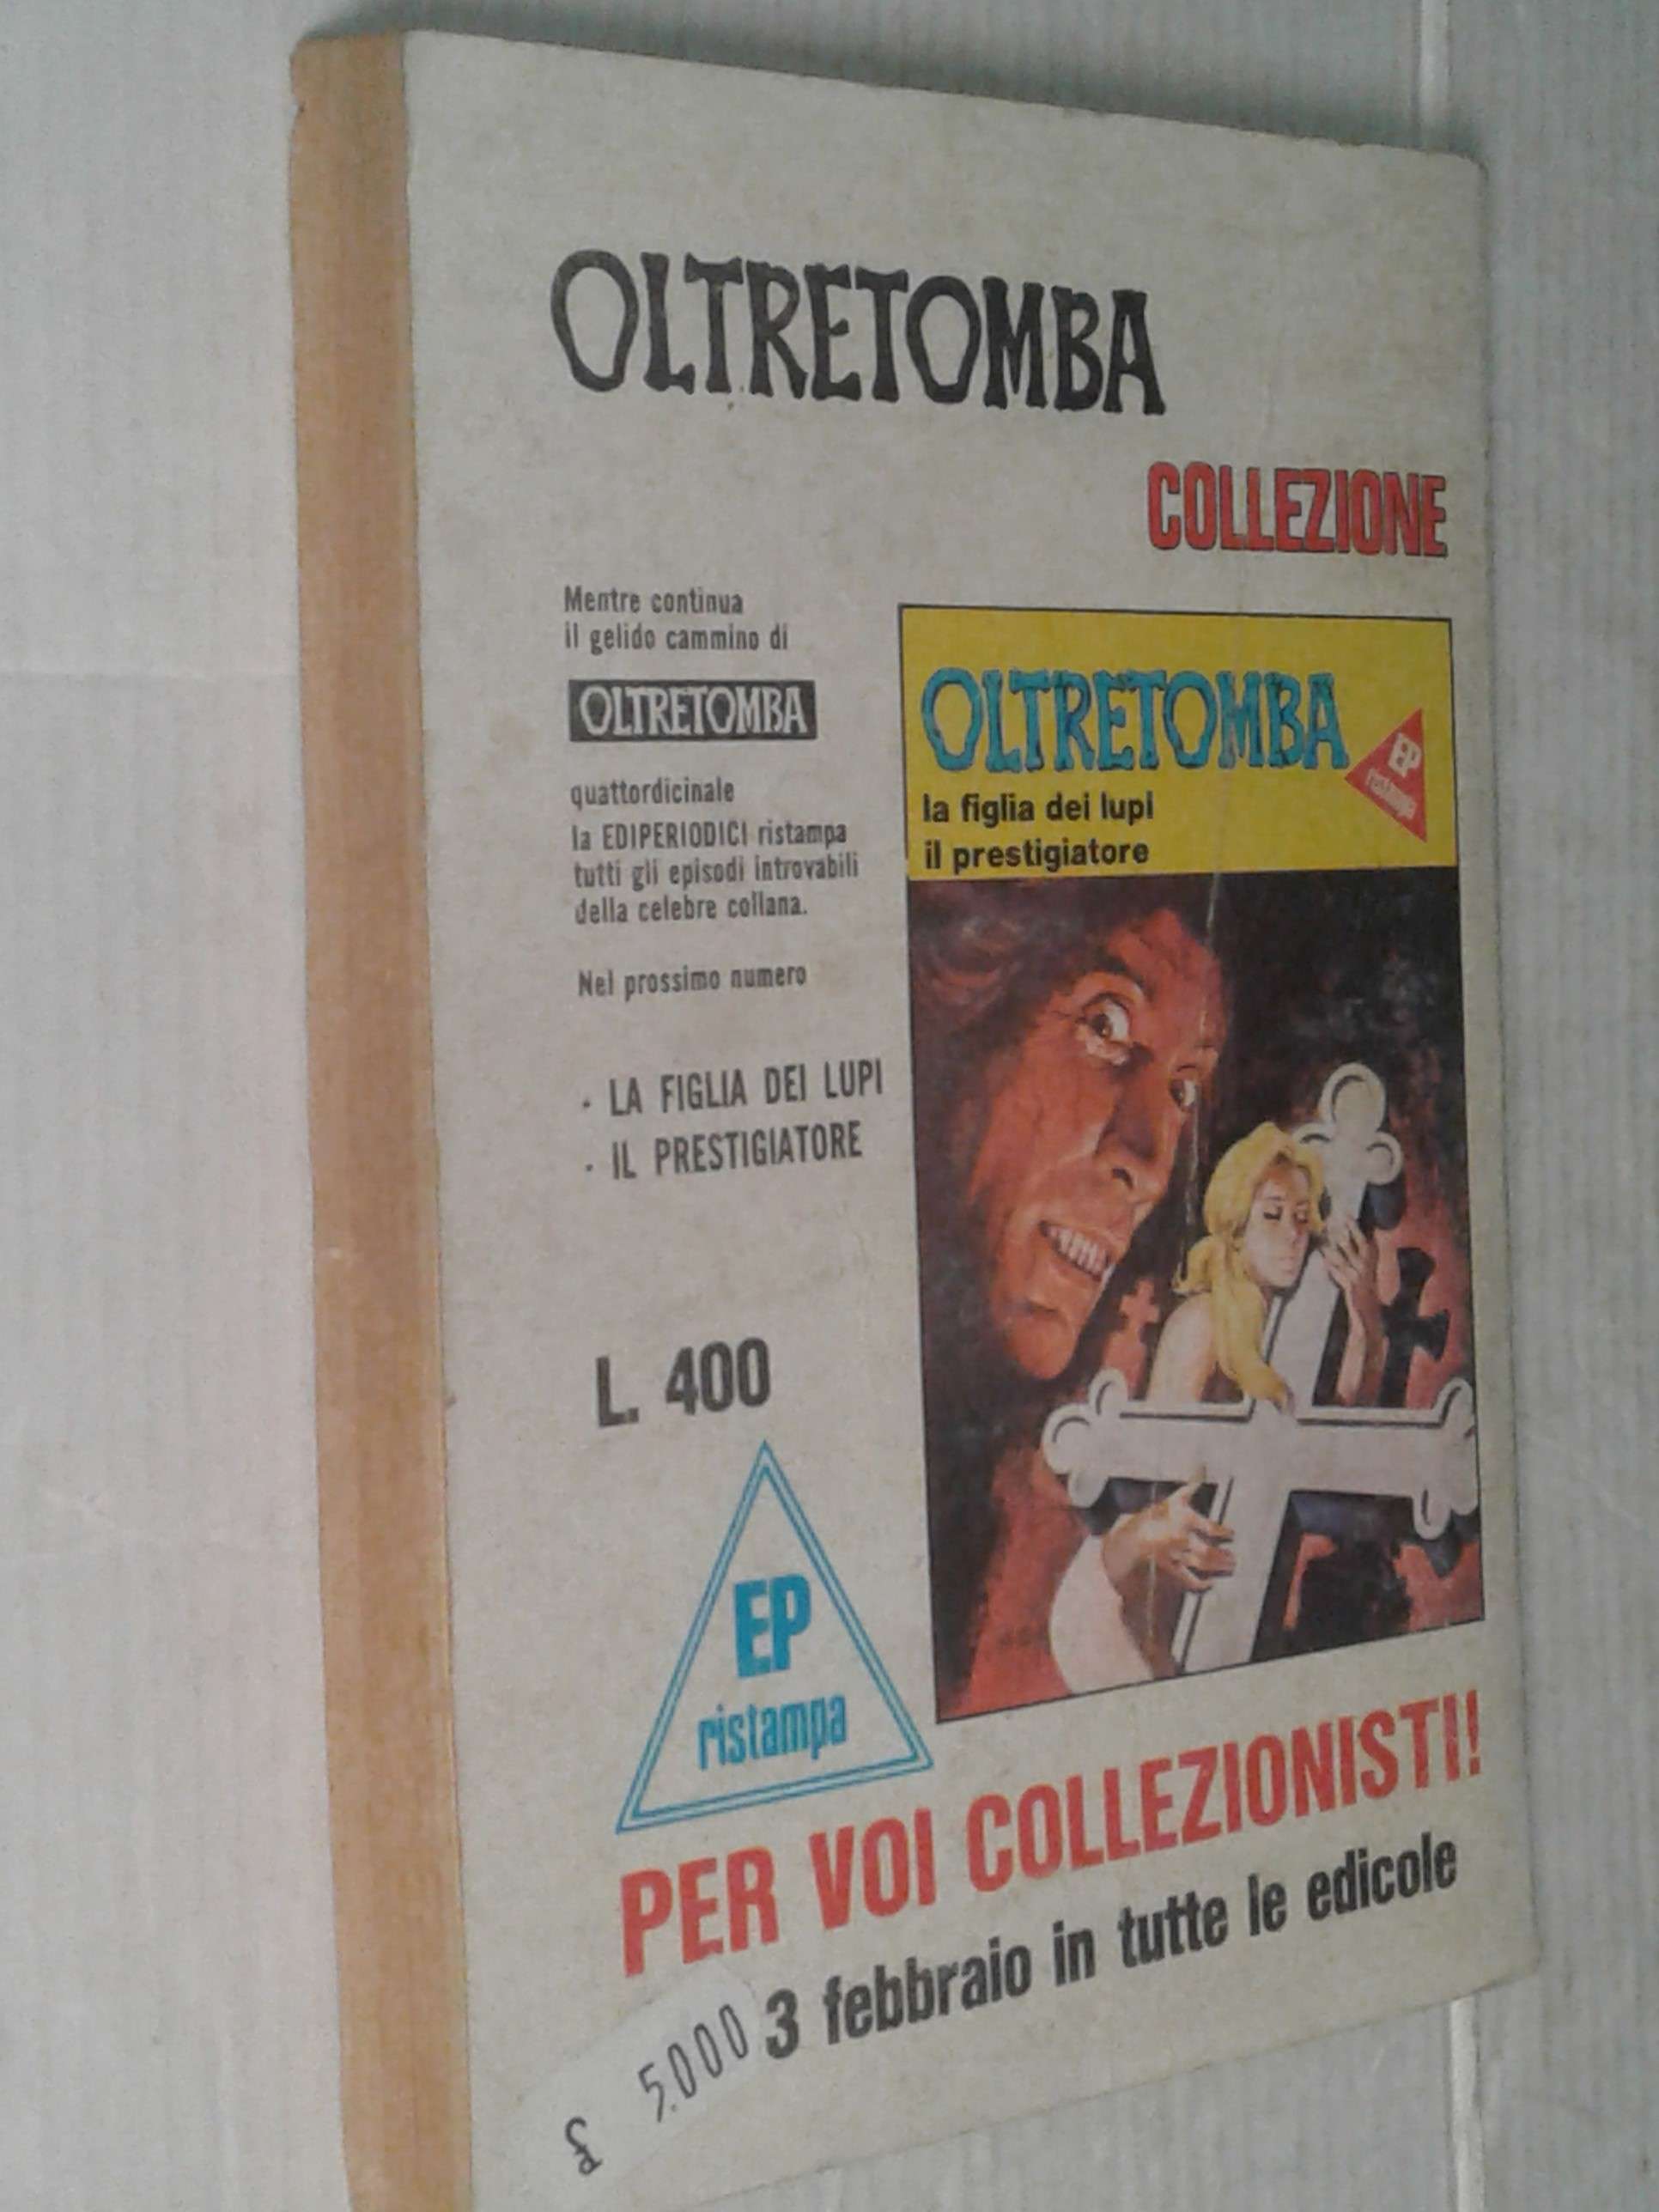 OLTRETOMBA
COLLEZIONE
Mentre continua
il gelido cammino di
OLTRETOMBA
quattordicinale
la EDIPERIODICI ristampa
tutti gli episodi introvabili
della celebre collana.
Nel prossimo numero
- LA FIGLIA DEI LUPI
- IL PRESTIGIATORE
L. 400
EP
ristampa
OLTRETOMBA
la figlia dei lupi
il prestigiatore
EP
ristampa
PER VOI COLLEZIONISTI!
3 febbraio in tutte le edicole
£ 5.000